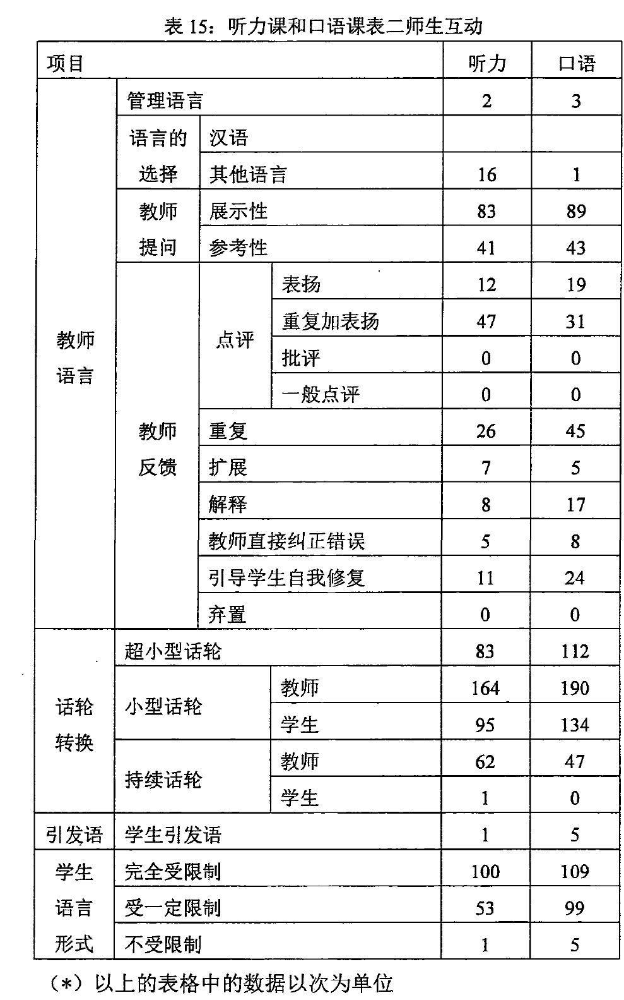 表 15：听力课和口语课表二师生互动
项目 听力 口语
管理语言 2 3
语言的 汉语
选择 其他语言 16 1
教师 展示性 83 89
提问 参考性 41 43
表扬 12 19
重复加表扬 47 31
教师 点评
批评 0 0
语言
一般点评 0 0
教师 重复 26 45
反馈 扩展 7 5
解释 8 17
教师直接纠正错误 5 8
引导学生自我修复 11 24
弃置 0 0
超小型话轮 83 112
教师 164 190
话轮 小型话轮
学生 95 134
转换
教师 62 47
持续话轮
学生 1 0
引发语 学生引发语 1 5
学生 完全受限制 100 109
语言 受一定限制 53 99
形式 不受限制 1 5
（*）以上的表格中的数据以次为单位